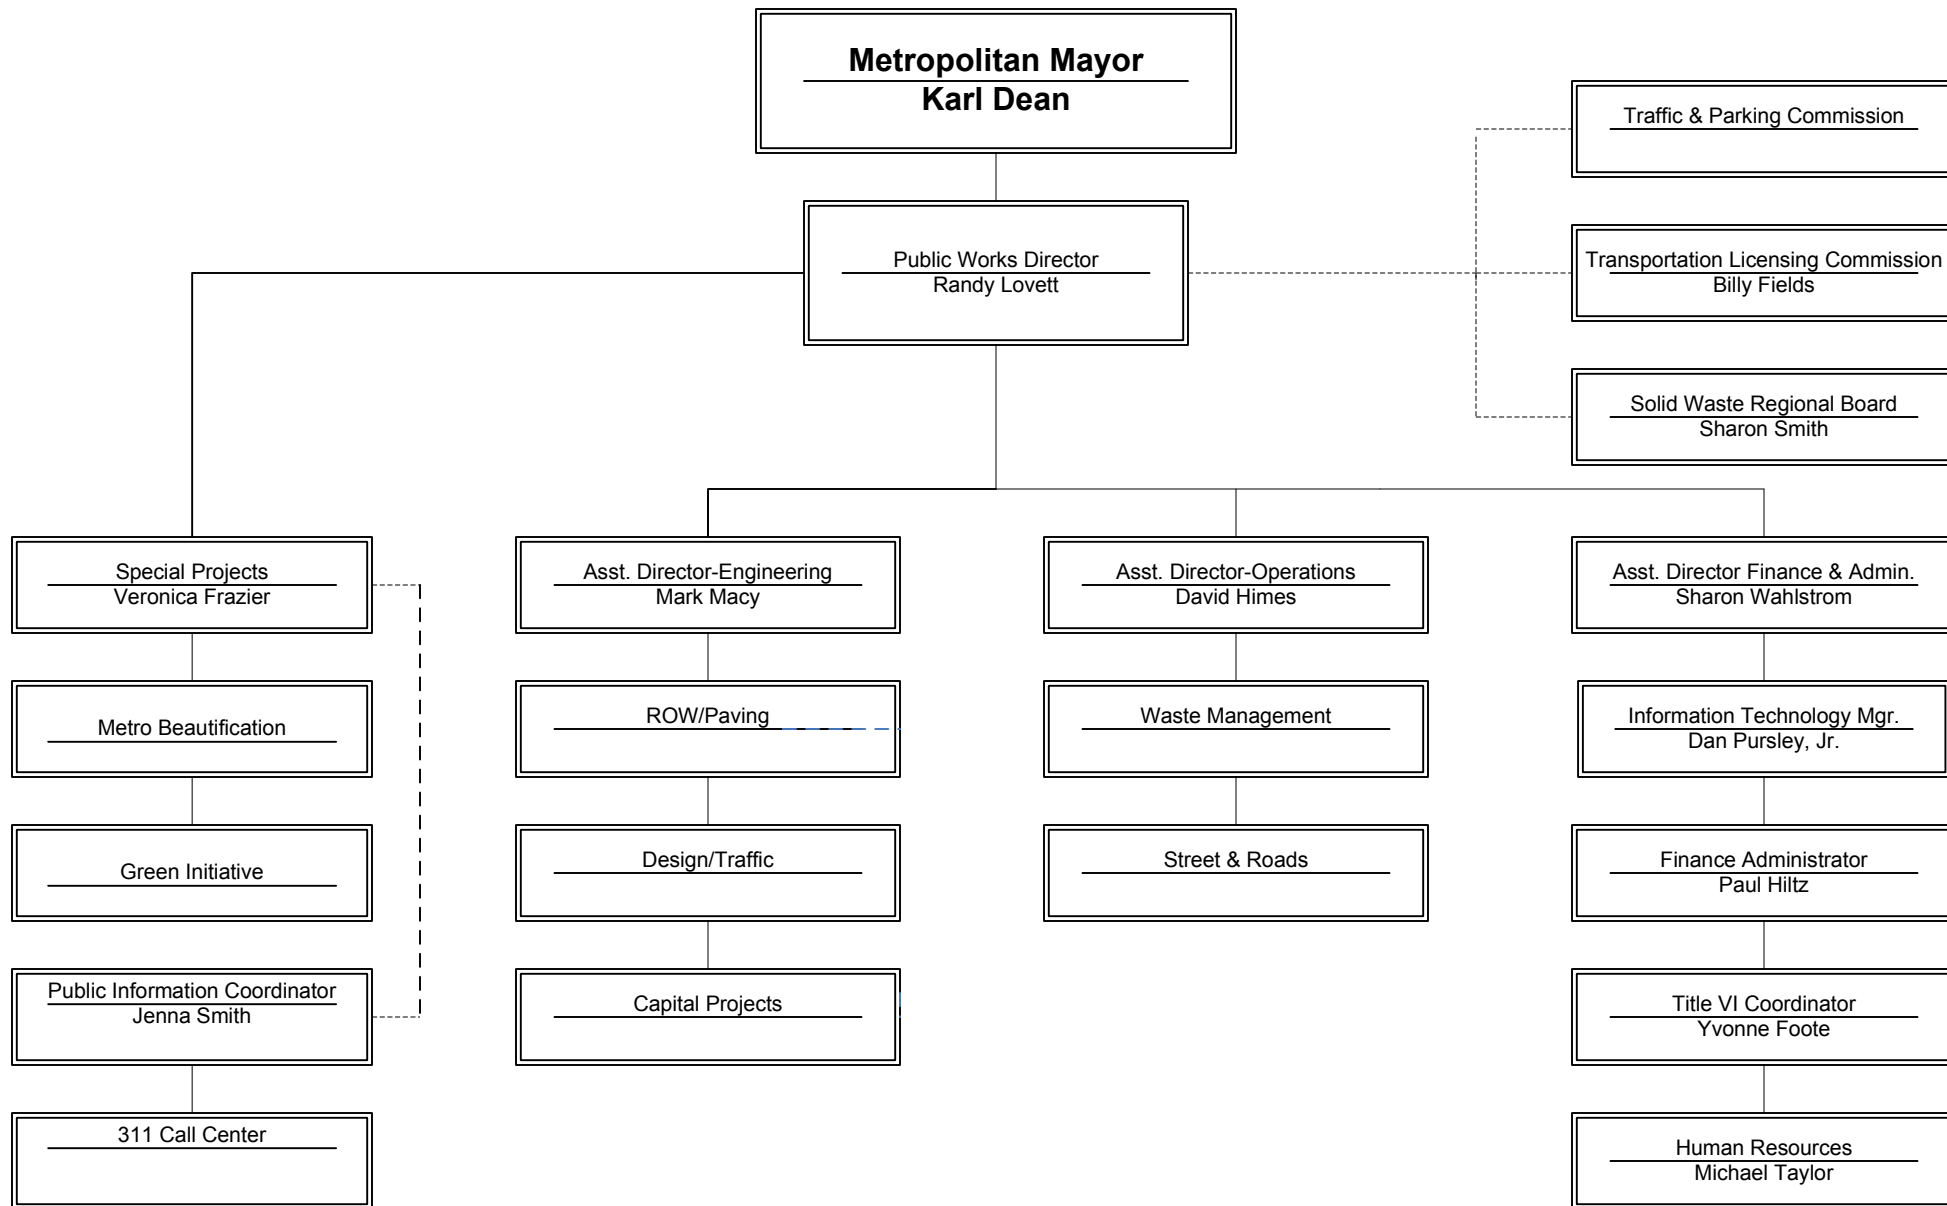 Metropolitan Mayor
Karl Dean
Traffic & Parking Commission
Public Works Director
Randy Lovett
Transportation Licensing Commission
Billy Fields
Solid Waste Regional Board
Sharon Smith
Special Projects
Veronica Frazier
Asst. Director-Engineering
Mark Macy
Asst. Director-Operations
David Himes
Asst. Director Finance & Admin.
Sharon Wahlstrom
Metro Beautification
ROW/Paving
Waste Management
Information Technology Mgr.
Dan Pursley, Jr.
Green Initiative
Design/Traffic
Street & Roads
Finance Administrator
Paul Hiltz
Public Information Coordinator
Jenna Smith
Capital Projects
Title VI Coordinator
Yvonne Foote
311 Call Center
Human Resources
Michael Taylor